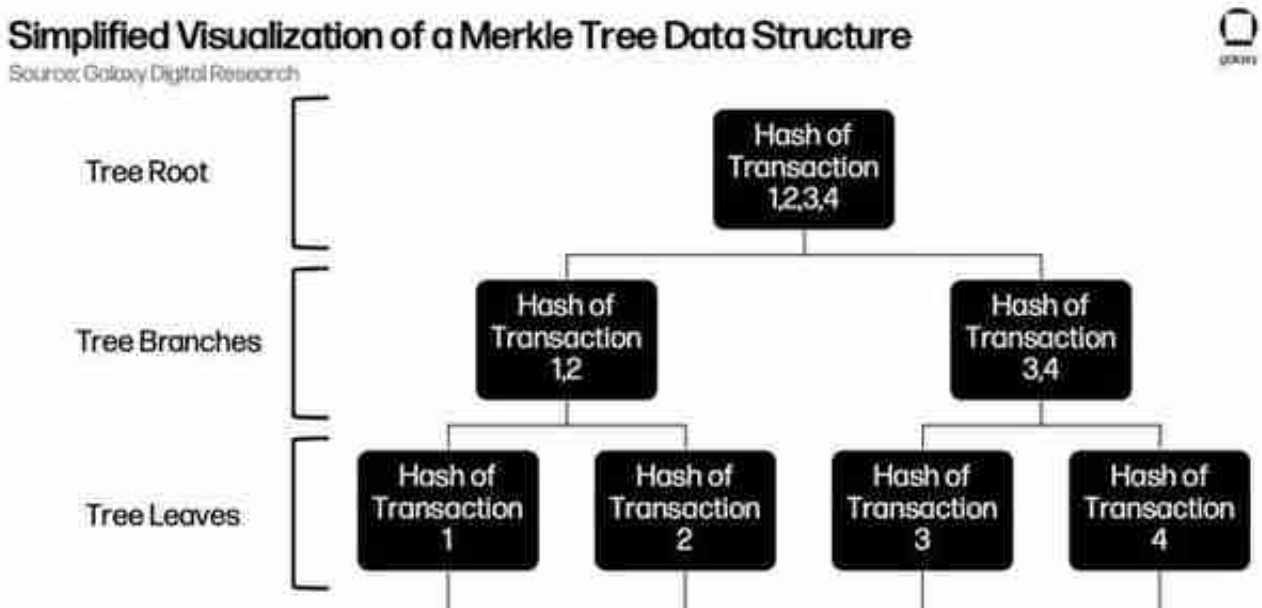 Simplified Visualization of a Merkle Tree Data Structure
Source: Galaxy Digital Research
galaxy
Tree Root
Hash of
Transaction
1,2,3,4
Tree Branches
Hash of
Transaction
1,2
Hash of
Transaction
3,4
Tree Leaves
Hash of
Transaction
1
Hash of
Transaction
2
Hash of
Transaction
3
Hash of
Transaction
4